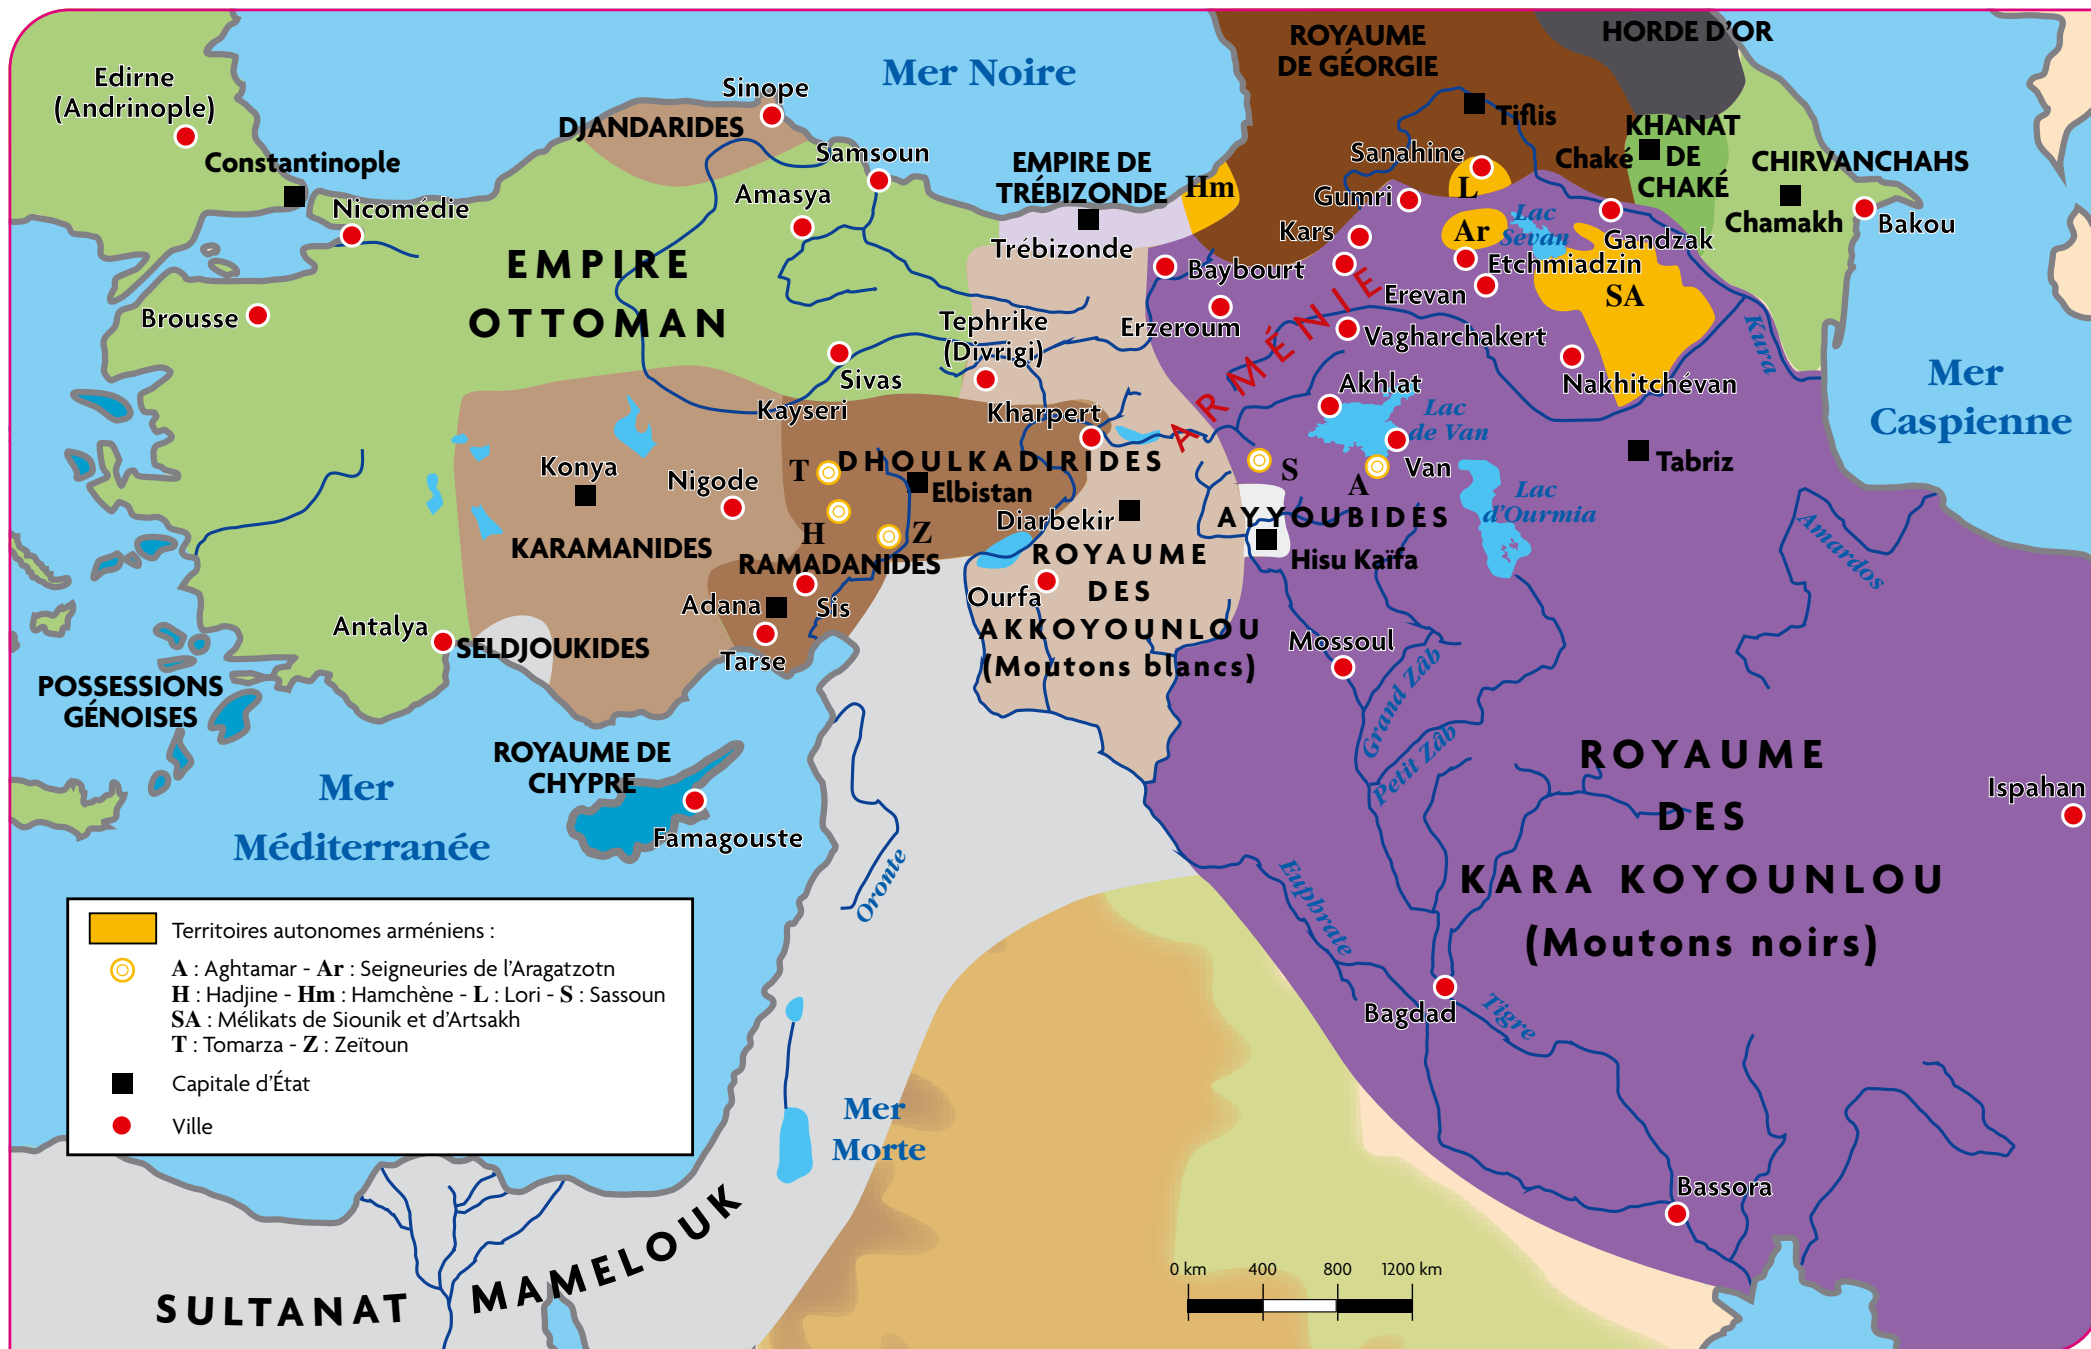 ROYAUME
DE GÉORGIE
HORDE D'OR
Mer Noire
Edirne
(Andrinople)
Sinope
DJANDARIDES
Tiflis
KHANAT
DE
CHAKÉ
Chaké
CHIRVANCHAHS
Constantinople
Samsoun
EMPIRE DE
TRÉBIZONDE
Hm
Sanahine
L
Gumri
Amasya
Nicomédie
Chamakh
Bakou
Trébizonde
Kars
Ar
Lac
Sevan
Gandzak
EMPIRE
OTTOMAN
Baybourt
Etchmiadzin
Erevan
SA
Brousse
Tephrike
(Divrigi)
Erzeroum
ARMÉNIE
Vagharchakert
Kura
Sivas
Kayseri
Kharpert
Akhlat
Nakhitchévan
Mer
Caspienne
Lac
de Van
Konya
Nigode
T
DHOULKADIRIDES
Elbistan
S
A
Van
Tabriz
Lac
d'Ourmia
H
Z
Diarbekir
AYYOUBIDES
Amardos
KARAMANIDES
RAMADANIDES
ROYAUME
DES
AKKOYOUNLOU
(Moutons blancs)
Hisu Kaïfa
Adana
Sis
Ourfa
Antalya
SELDJOUKIDES
Tarse
Mossoul
Grand Zâb
Petit Zâb
POSSESSIONS
GÉNOISES
ROYAUME DE
CHYPRE
Famagouste
Mer
Méditerranée
ROYAUME
DES
KARA KOYOUNLOU
(Moutons noirs)
Ispahan
Oronte
Euphrate
Bagdad
Tigre
Territoires autonomes arméniens :
A : Aghtamar - Ar : Seigneuries de l'Aragatzotn
H : Hadjine - Hm : Hamchène - L : Lori - S : Sassoun
SA : Mélikats de Siounik et d'Artsakh
T : Tomarza - Z : Zeïtoun
Capitale d'État
Ville
Mer
Morte
Bassora
SULTANAT MAMELOUK
0 km 400 800 1200 km